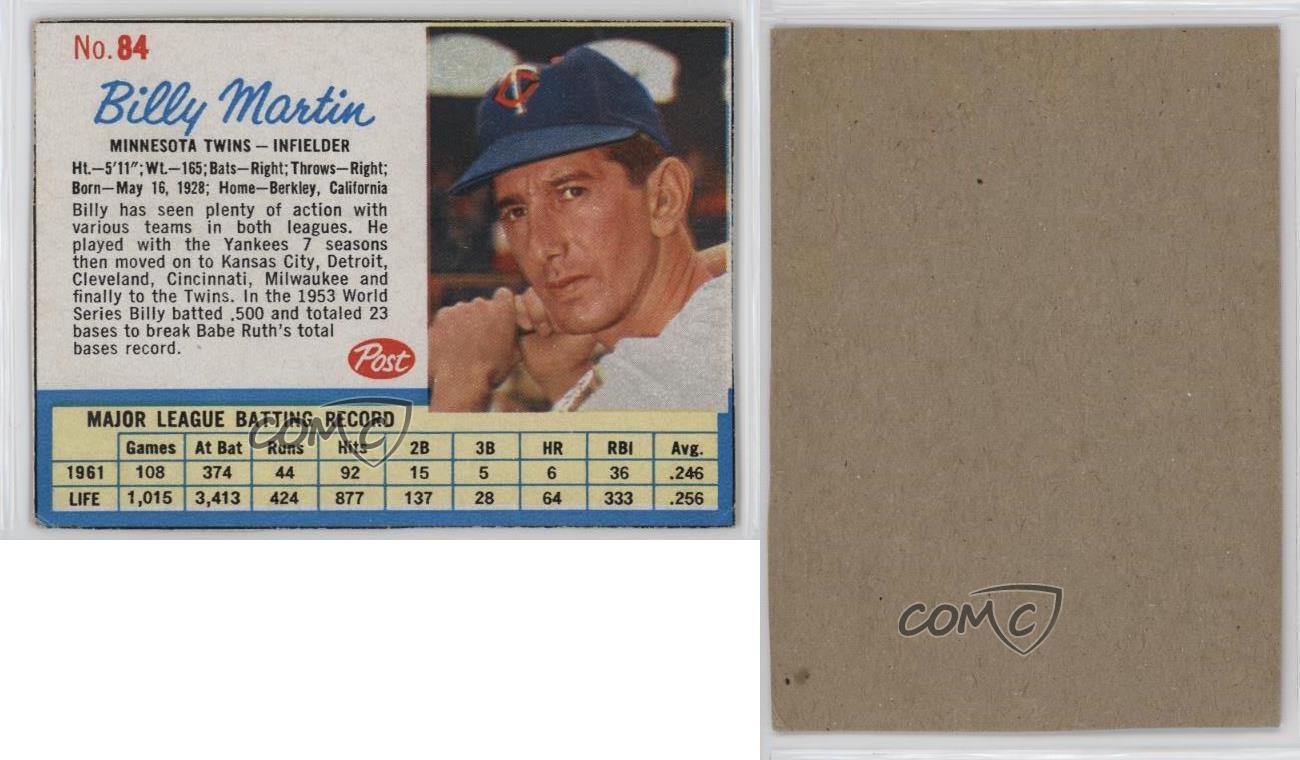 No. 84
Billy Martin
MINNESOTA TWINS — INFIELDER
Ht.—5'11"; Wt.—165; Bats—Right; Throws—Right;
Born—May 16, 1928; Home—Berkley, California
Billy has seen plenty of action with
various teams in both leagues. He
played with the Yankees 7 seasons
then moved on to Kansas City, Detroit,
Cleveland, Cincinnati, Milwaukee and
finally to the Twins. In the 1953 World
Series Billy batted .500 and totaled 23
bases to break Babe Ruth's total
bases record.
Post
TC
MAJOR LEAGUE BATTING RECORD
Games At Bat Runs Hits 2B 3B HR RBI Avg.
1961 108 374 44 92 15 5 6 36 .246
LIFE 1,015 3,413 424 877 137 28 64 333 .256
COMC
COMC